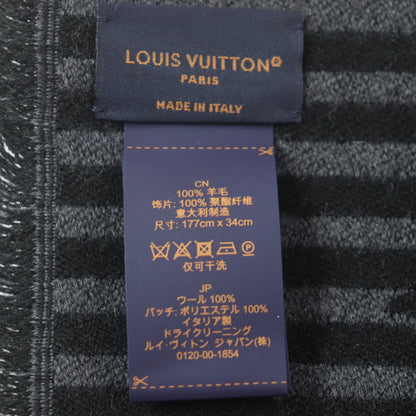 LOUIS VUITTON®
PARIS
MADE IN ITALY
CN
100% 羊毛
饰片: 100% 聚酯纤维
意大利制造
尺寸: 177cm x 34cm
仅可干洗
JP
ウール 100%
パッチ: ポリエステル 100%
イタリア製
ドライクリーニング
ルイ・ヴィトン ジャパン(株)
0120-00-1854